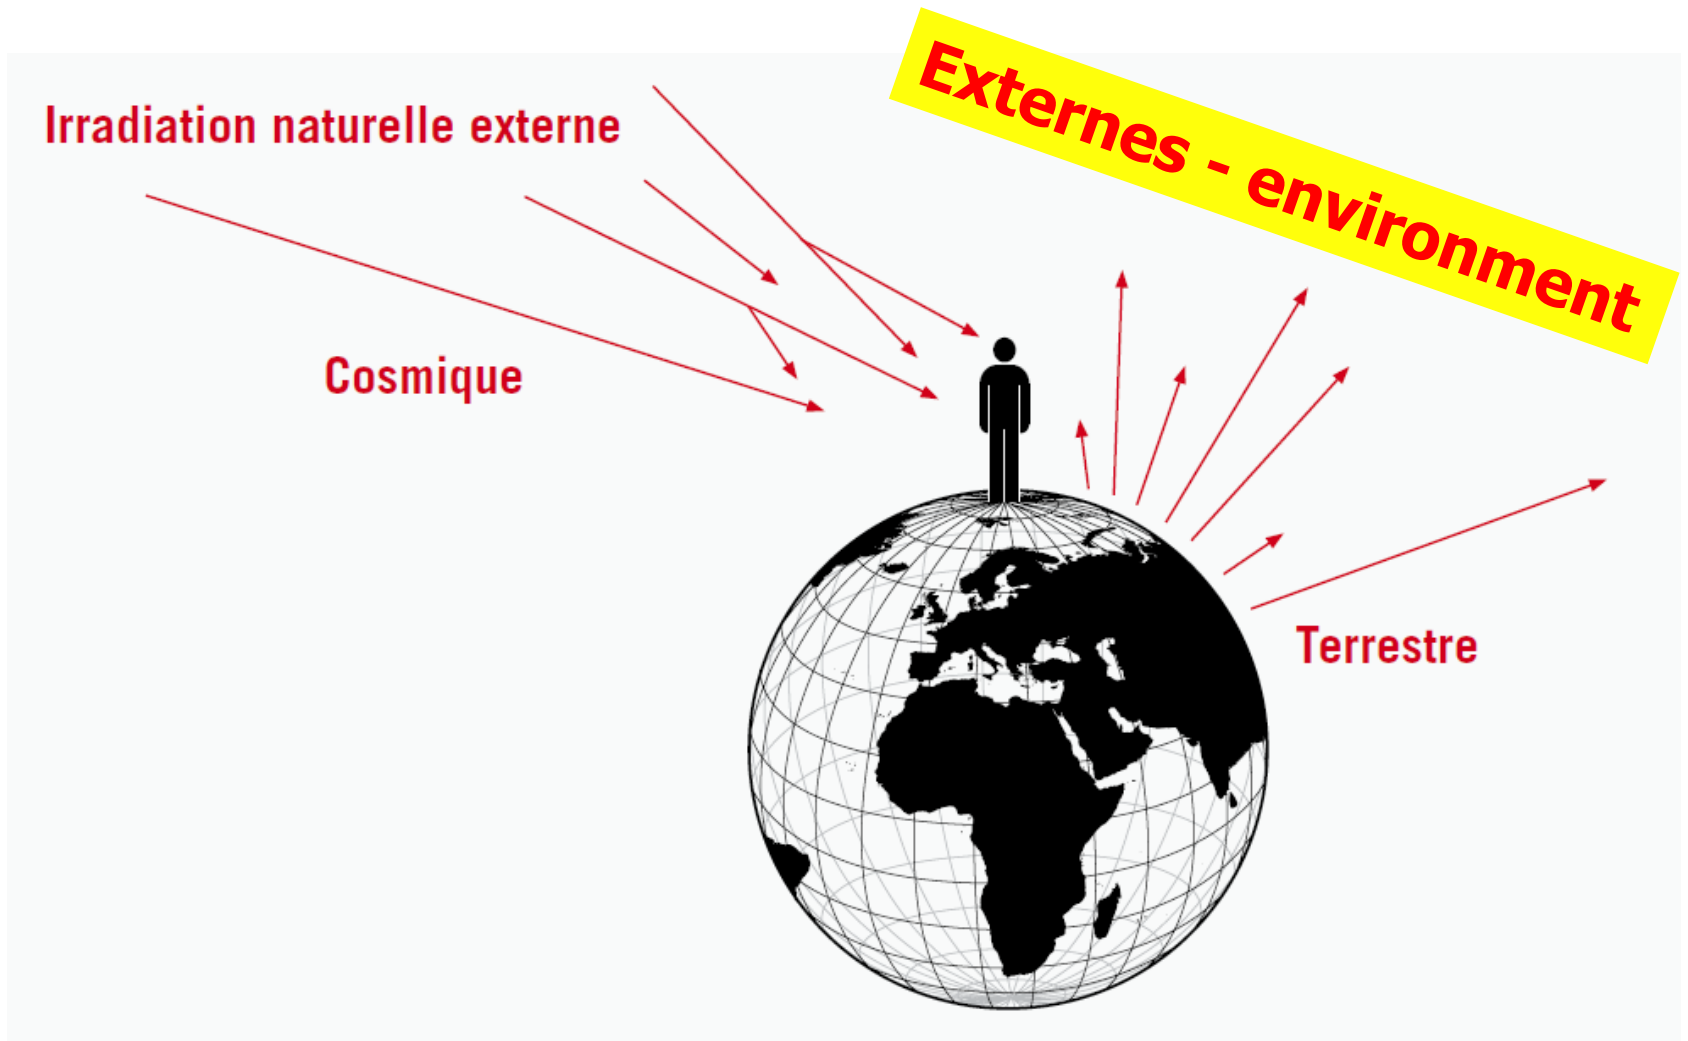 Irradiation naturelle externe
Externes - environment
Cosmique
Terrestre